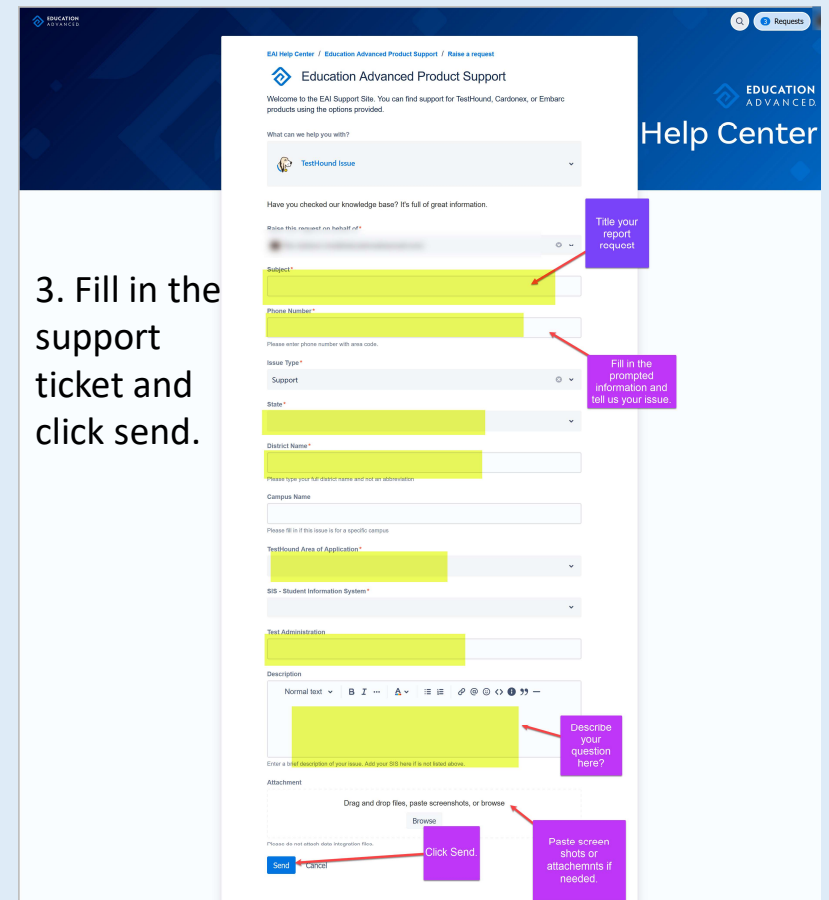 EDUCATION
ADVANCED
3 Requests
EAI Help Center / Education Advanced Product Support / Raise a request
Education Advanced Product Support
Welcome to the EAI Support Site. You can find support for TestHound, Cardonex, or Embarc
products using the options provided.
EDUCATION
ADVANCED
Help Center
What can we help you with?
TestHound Issue
Have you checked our knowledge base? It's full of great information.
Raise this request on behalf of*
Title your
report
request
3. Fill in the
support
ticket and
click send.
Subject*
Phone Number*
Please enter phone number with area code.
Issue Type*
Support
Fill in the
prompted
information and
tell us your issue.
State*
District Name*
Please type your full district name and not an abbreviation
Campus Name
Please fill in if this issue is for a specific campus
TestHound Area of Application*
SIS - Student Information System*
Test Administration
Description
Normal text B I ... A
Describe
your
question
here?
Enter a brief description of your issue. Add your SIS here if is not listed above.
Attachment
Drag and drop files, paste screenshots, or browse
Browse
Please do not attach data integration files.
Click Send.
Paste screen
shots or
attachemnts if
needed.
Send Cancel